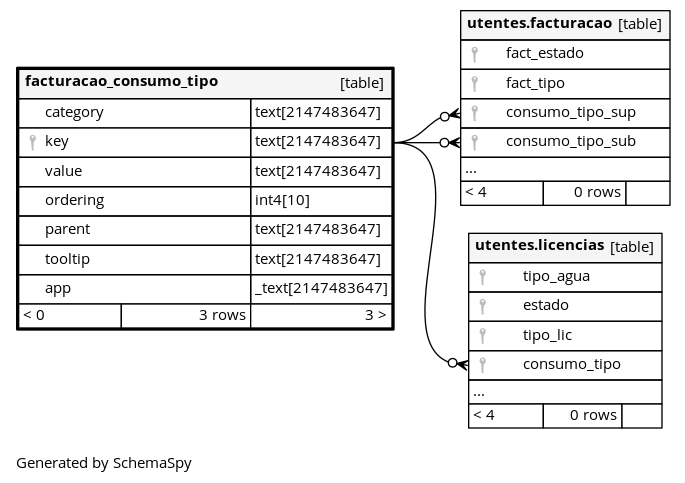 facturacao_consumo_tipo [table]
category text[2147483647]
key text[2147483647]
value text[2147483647]
ordering int4[10]
parent text[2147483647]
tooltip text[2147483647]
app _text[2147483647]
< 0 3 rows 3 >
utentes.facturacao [table]
fact_estado
fact_tipo
consumo_tipo_sup
consumo_tipo_sub
...
< 4 0 rows
utentes.licencias [table]
tipo_agua
estado
tipo_lic
consumo_tipo
...
< 4 0 rows
Generated by SchemaSpy